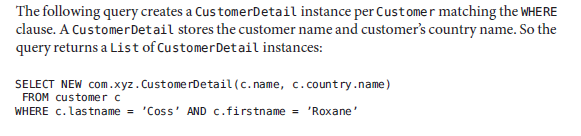 The following query creates a CustomerDetail instance per Customer matching the WHERE
clause. A CustomerDetail stores the customer name and customer's country name. So the
query returns a List of CustomerDetail instances:
SELECT NEW com.xyz.CustomerDetail(c.name, c.country.name)
FROM customer c
WHERE c.lastname = ’Coss’ AND c.firstname = ’Roxane’